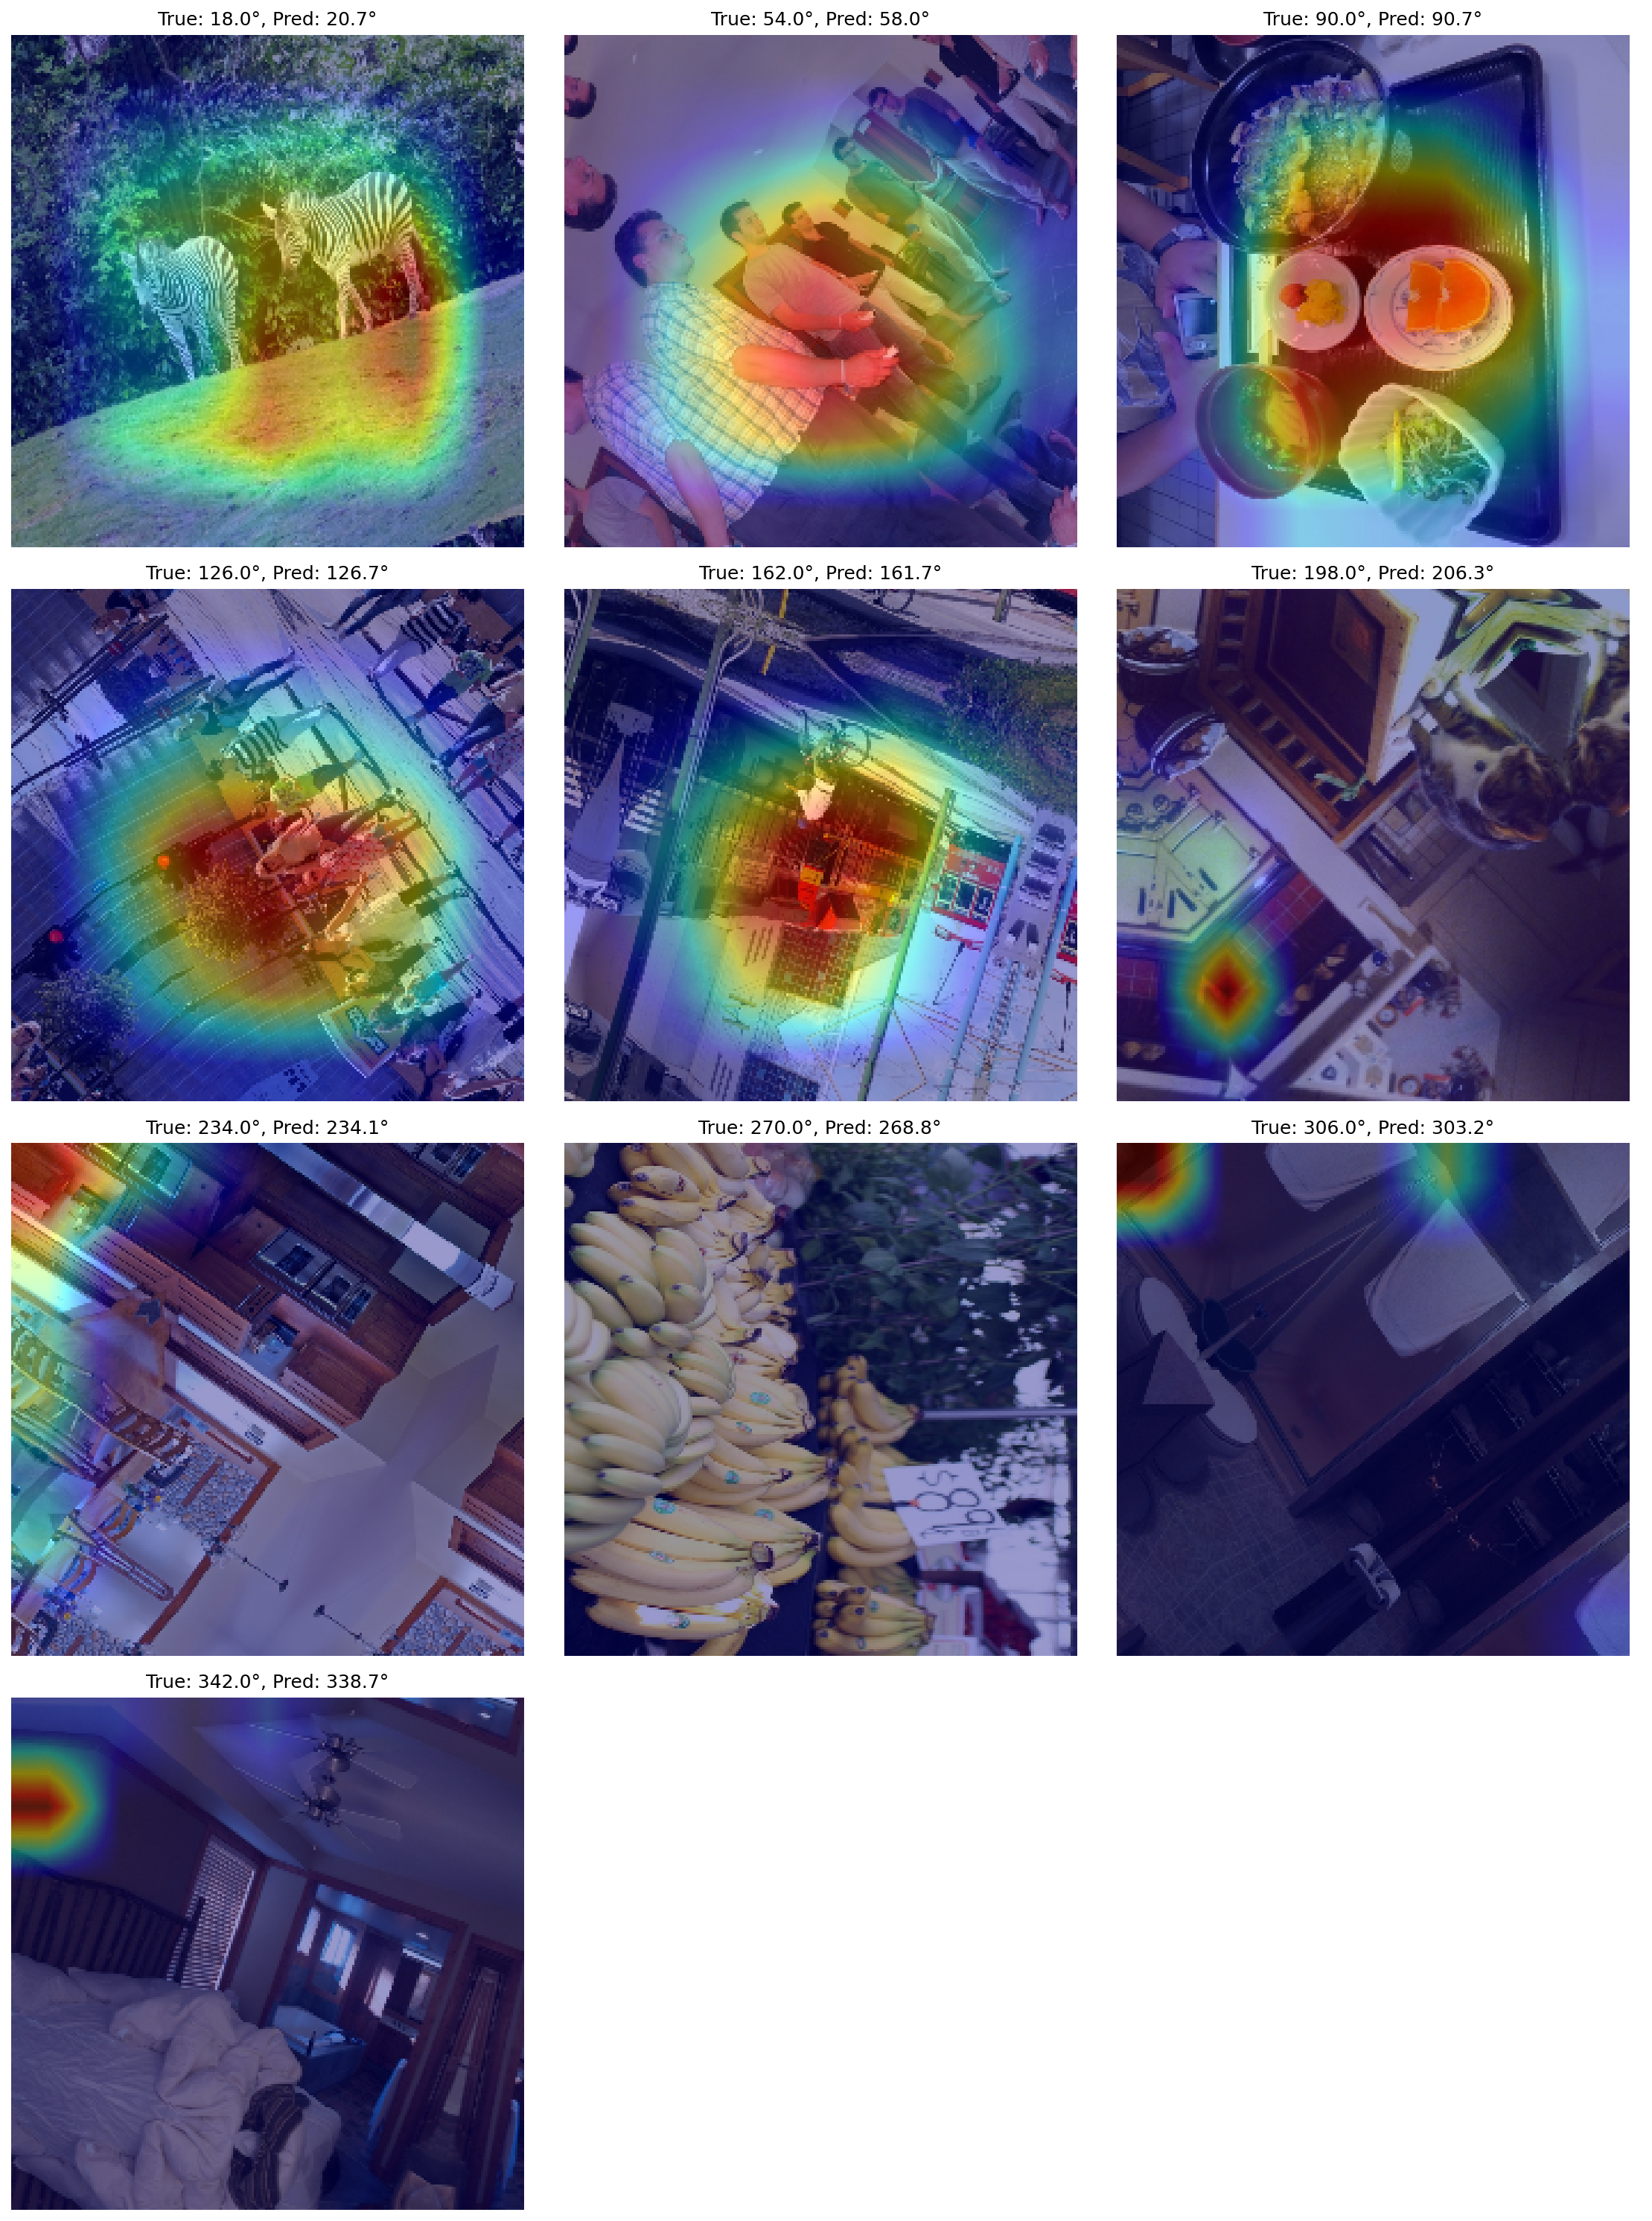 True: 18.0°, Pred: 20.7°
True: 54.0°, Pred: 58.0°
True: 90.0°, Pred: 90.7°
True: 126.0°, Pred: 126.7°
True: 162.0°, Pred: 161.7°
True: 198.0°, Pred: 206.3°
True: 234.0°, Pred: 234.1°
True: 270.0°, Pred: 268.8°
True: 306.0°, Pred: 303.2°
True: 342.0°, Pred: 338.7°